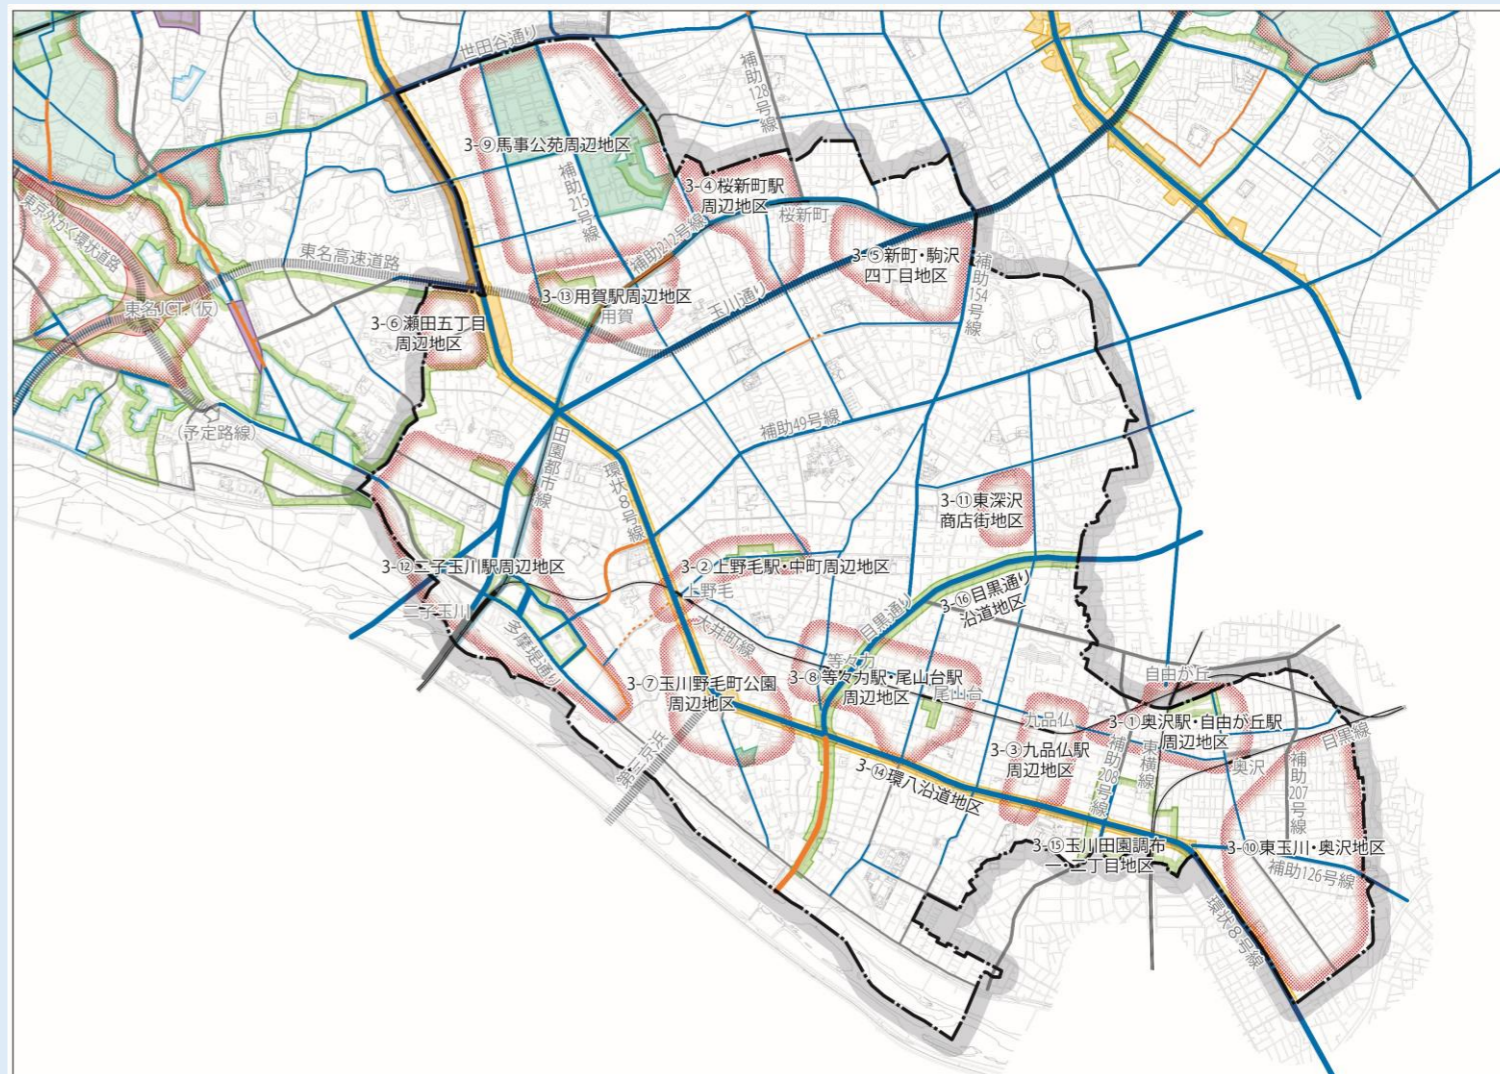 世田谷通り
補助128号線
3-⑨馬事公苑周辺地区
補助215号線
3-④桜新町駅
周辺地区
桜新町
補助212号線
東京外かく環状道路
東名高速道路
3-⑤新町・駒沢
四丁目地区
補助154号線
3-⑬用賀駅周辺地区
用賀
玉川通り
東名JCT.(仮)
3-⑥瀬田五丁目
周辺地区
(予定路線)
田園都市線
環状8号線
補助49号線
3-⑪東深沢
商店街地区
3-⑫二子玉川駅周辺地区
3-②上野毛駅・中町周辺地区
上野毛
二子玉川
目黒通り
3-⑯目黒通り
沿道地区
多摩堤通り
大井町線
等々力
3-⑦玉川野毛町公園
周辺地区
3-⑧等々力駅・尾山台駅
周辺地区
尾山台
自由が丘
九品仏
3-①奥沢駅・自由が丘駅
周辺地区
目黒線
3-③九品仏駅
周辺地区
補助208号線
東横線
奥沢
補助207号線
第三京浜
3-⑭環八沿道地区
3-⑮玉川田園調布
一・二丁目地区
3-⑩東玉川・奥沢地区
補助126号線
環状8号線